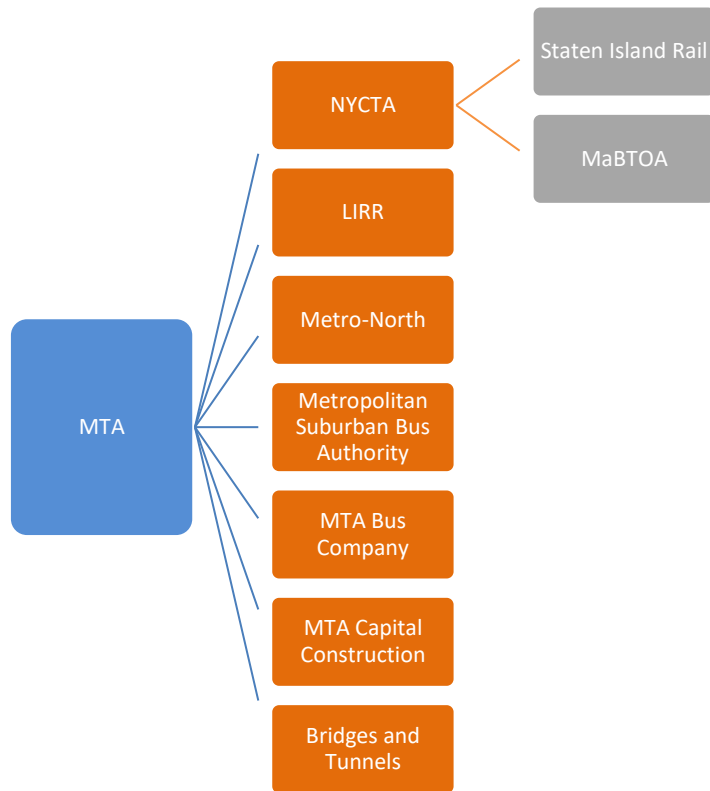 Staten Island Rail
NYCTA
MaBTOA
LIRR
Metro-North
MTA
Metropolitan
Suburban Bus
Authority
MTA Bus
Company
MTA Capital
Construction
Bridges and
Tunnels